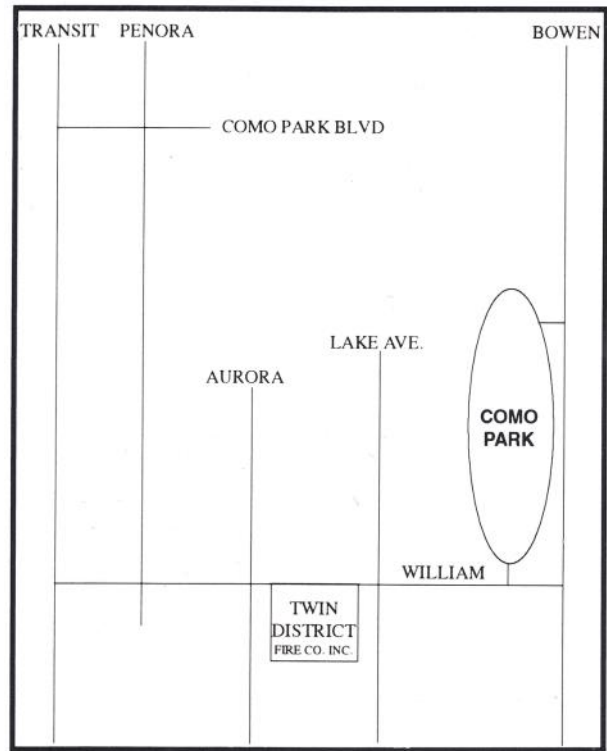 TRANSIT
PENORA
BOWEN
COMO PARK BLVD
LAKE AVE.
AURORA
COMO
PARK
WILLIAM
TWIN
DISTRICT
FIRE CO. INC.